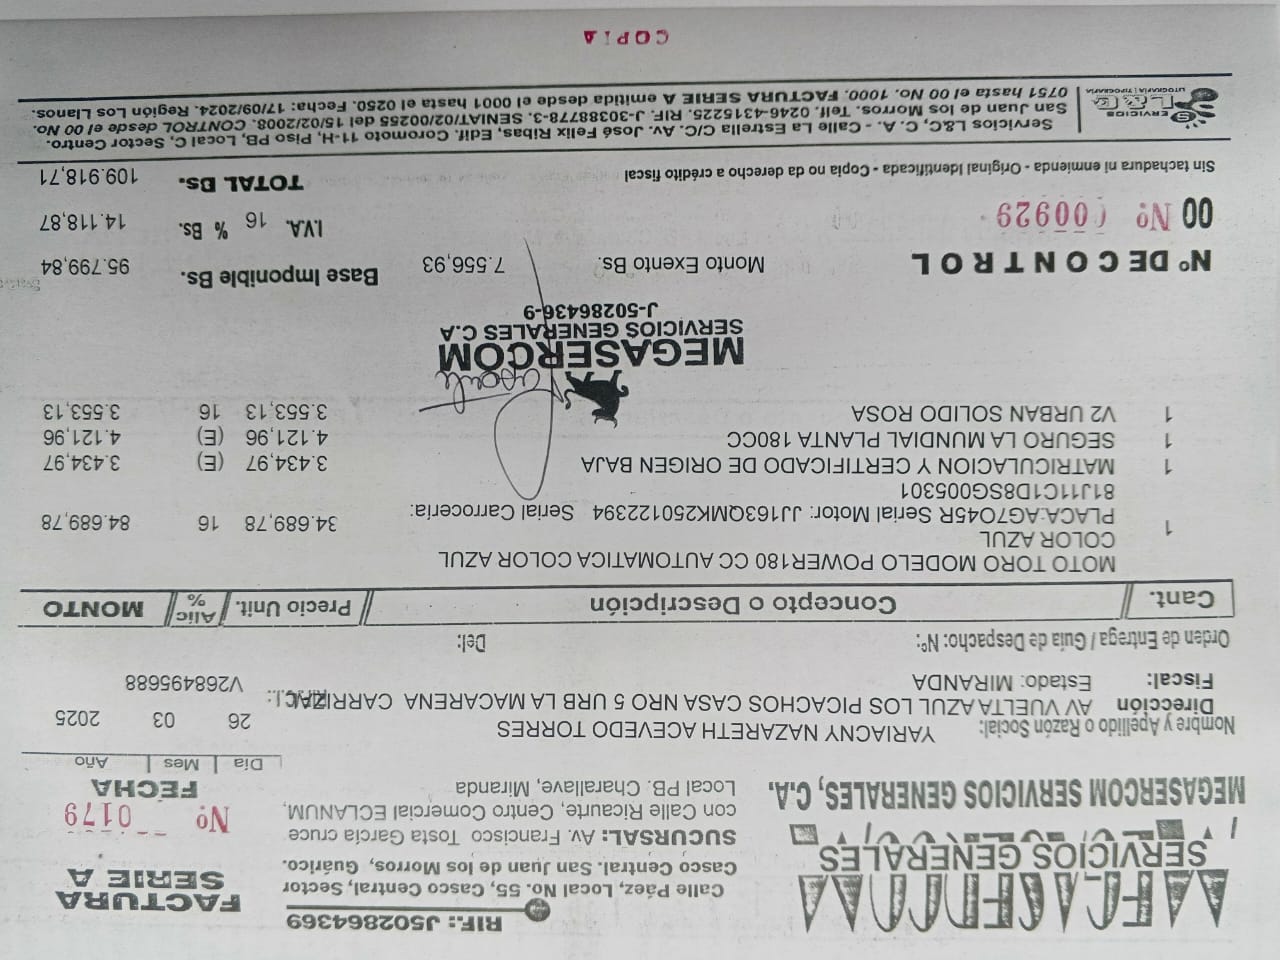 MEGASERCOM
SERVICIOS GENERALES
MEGASERCOM SERVICIOS GENERALES, C.A.
RIF.: J502864369
Calle Páez, Local No. 55, Casco Central, Sector
Casco Central. San Juan de los Morros, Guárico.
SUCURSAL: Av. Francisco Tosta García cruce
con Calle Ricaurte, Centro Comercial ECLANUM,
Local PB. Charallave, Miranda
FACTURA
SERIE A
Nº 0179
FECHA
Día Mes Año
26 03 2025
Nombre y Apellido o Razón Social: YARIACNY NAZARETH ACEVEDO TORRES
Dirección AV VUELTA AZUL LOS PICACHOS CASA NRO 5 URB LA MACARENA CARRIZAL
Fiscal: Estado: MIRANDA V268495688
Orden de Entrega / Guía de Despacho: Nº: Del:
Cant. Concepto o Descripción Precio Unit. Alic % MONTO
MOTO TORO MODELO POWER180 CC AUTOMATICA COLOR AZUL
COLOR AZUL
1 PLACA:AG7O45R Serial Motor: JJ163QMK250122394 Serial Carrocería: 34.689,78 16 84.689,78
81J11C1D8SG005301
1 MATRICULACION Y CERTIFICADO DE ORIGEN BAJA 3.434,97 (E) 3.434,97
1 SEGURO LA MUNDIAL PLANTA 180CC 4.121,96 (E) 4.121,96
1 V2 URBAN SOLIDO ROSA 3.553,13 16 3.553,13
MEGASERCOM
SERVICIOS GENERALES C.A
J-50286436-9
Nº DE CONTROL
00 Nº 000929
Monto Exento Bs. 7.556,93
Base Imponible Bs. 95.799,84
I.V.A. 16 % Bs. 14.118,87
TOTAL Bs. 109.918,71
Sin tachadura ni enmienda - Original Identificada - Copia no da derecho a crédito fiscal
SERVICIOS
L&C
LITOGRAFIA | TIPOGRAFIA
Servicios L&C, C. A. - Calle La Estrella C/C. Av. José Felix Ribas, Edif. Coromoto 11-H, Piso PB, Local C, Sector Centro.
San Juan de los Morros. Telf. 0246-4315225. RIF. J-30388778-3. SENIAT/02/00255 del 15/02/2008. CONTROL desde el 00 No.
0751 hasta el 00 No. 1000. FACTURA SERIE A emitida desde el 0001 hasta el 0250. Fecha: 17/09/2024. Región Los Llanos.
COPIA